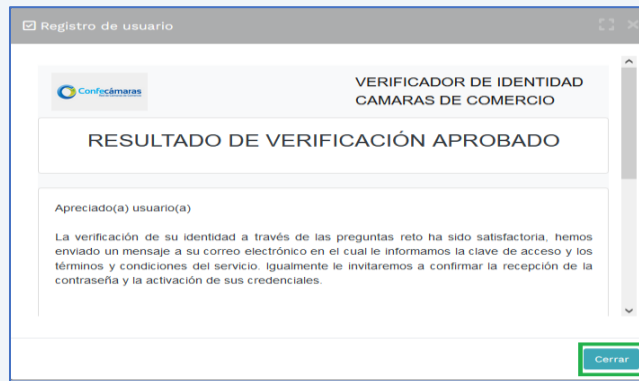 Registro de usuario
Confecámaras
VERIFICADOR DE IDENTIDAD
CAMARAS DE COMERCIO
RESULTADO DE VERIFICACIÓN APROBADO
Apreciado(a) usuario(a)
La verificación de su identidad a través de las preguntas reto ha sido satisfactoria, hemos
enviado un mensaje a su correo electrónico en el cual le informamos la clave de acceso y los
términos y condiciones del servicio. Igualmente le invitaremos a confirmar la recepción de la
contraseña y la activación de sus credenciales.
Cerrar